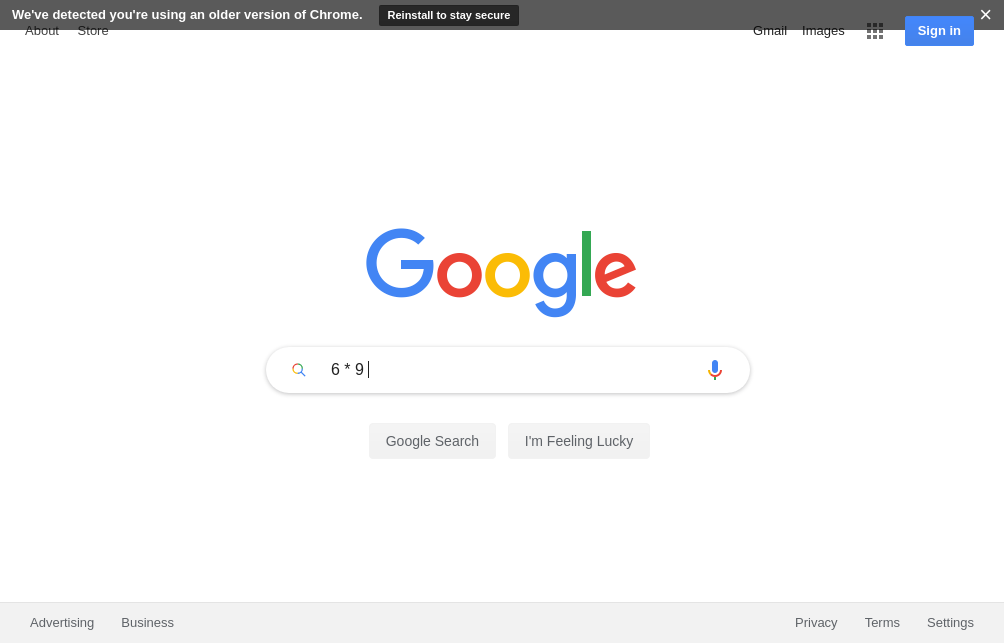 We've detected you're using an older version of Chrome. Reinstall to stay secure ×
About Store Gmail Images Sign in
Google
6 * 9
Google Search I'm Feeling Lucky
Advertising Business Privacy Terms Settings